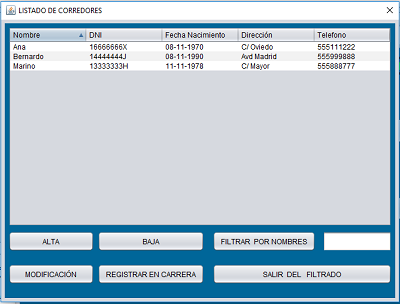 LISTADO DE CORREDORES
Nombre DNI Fecha Nacimiento Dirección Telefono
Ana 16666666X 08-11-1970 C/ Oviedo 555111222
Bernardo 14444444J 08-11-1990 Avd Madrid 555999888
Marino 13333333H 11-11-1978 C/ Mayor 555888777
ALTA BAJA FILTRAR POR NOMBRES
MODIFICACIÓN REGISTRAR EN CARRERA SALIR DEL FILTRADO